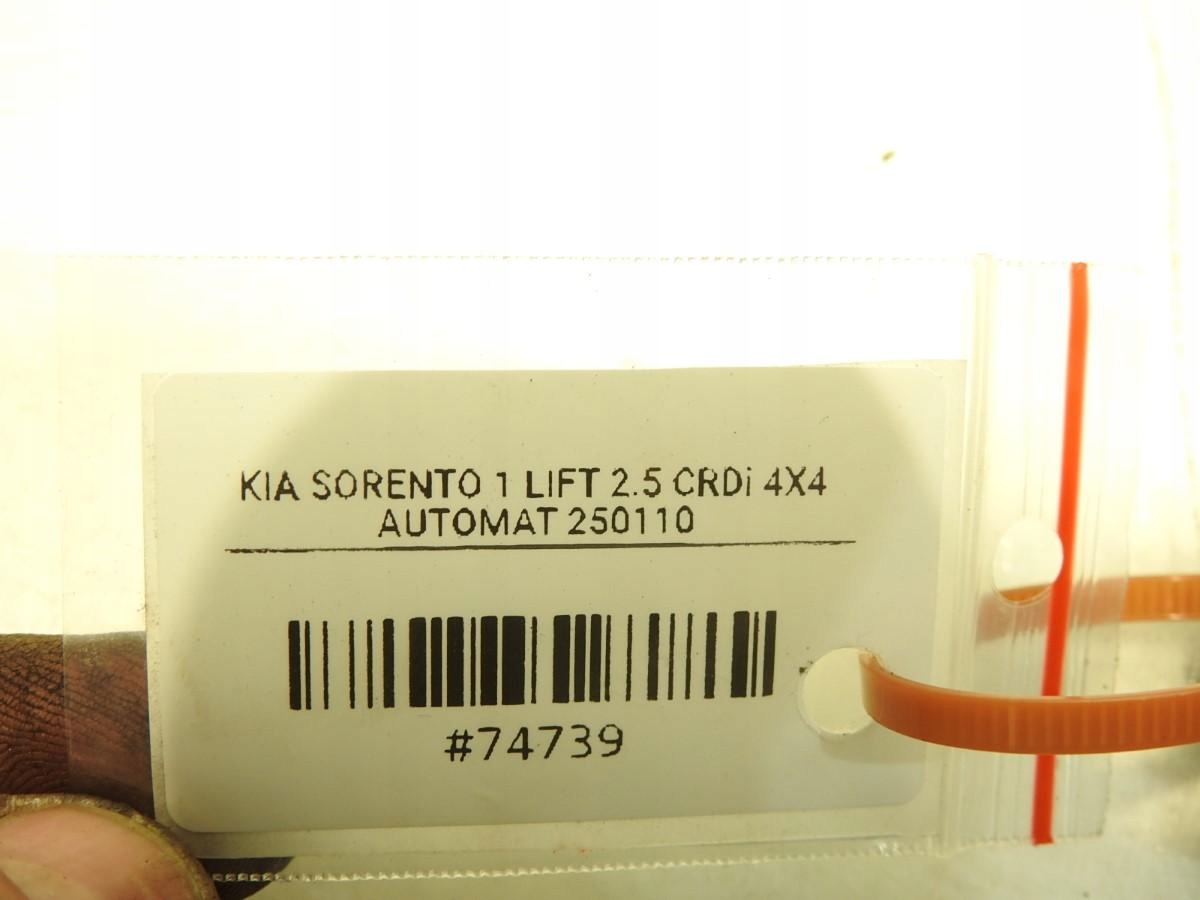 KIA SORENTO 1 LIFT 2.5 CRDi 4X4
AUTOMAT 250110
#74739